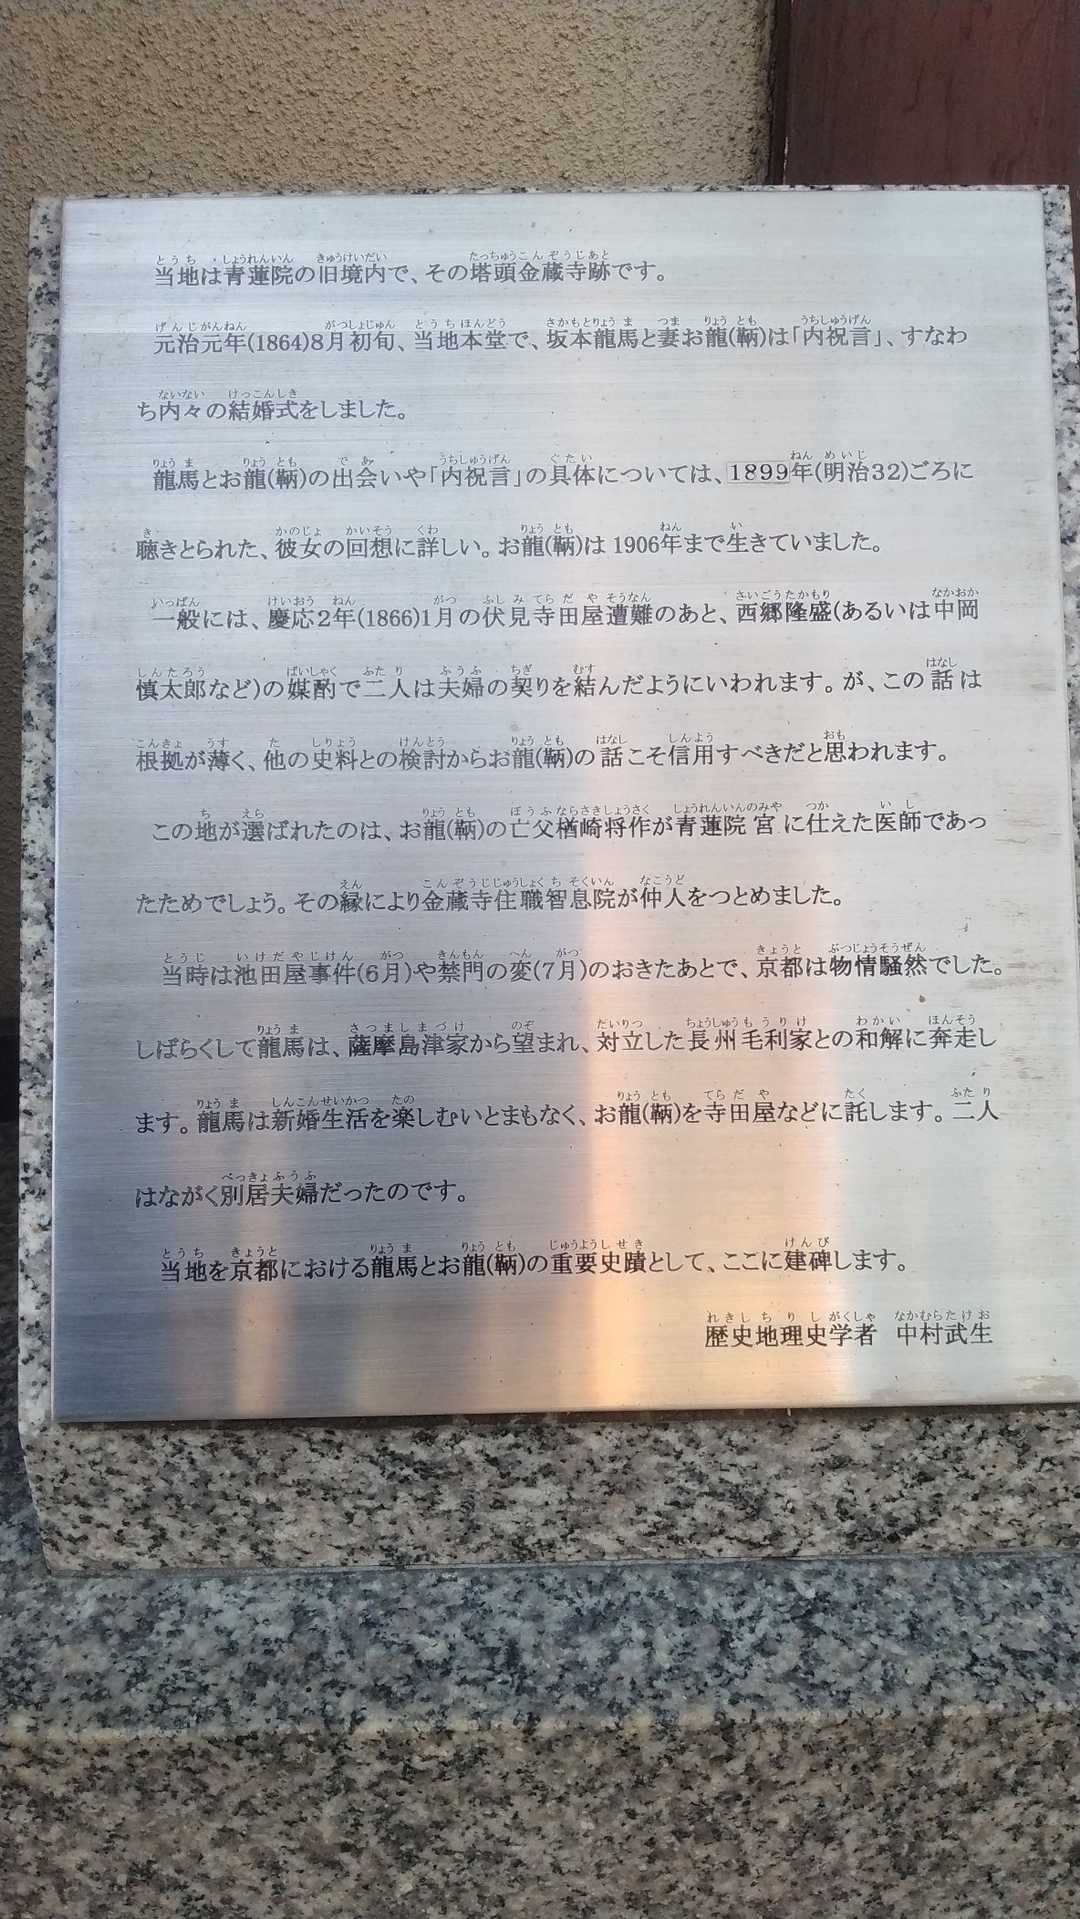 当地は青蓮院の旧境内で、その塔頭金蔵寺跡です。
元治元年(1864)8月初旬、当地本堂で、坂本龍馬と妻お龍(鞆)は「内祝言」、すなわ
ち内々の結婚式をしました。
龍馬とお龍(鞆)の出会いや「内祝言」の具体については、1899年(明治32)ごろに
聴きとられた、彼女の回想に詳しい。お龍(鞆)は1906年まで生きていました。
一般には、慶応2年(1866)1月の伏見寺田屋遭難のあと、西郷隆盛(あるいは中岡
慎太郎など)の媒酌で二人は夫婦の契りを結んだようにいわれます。が、この話は
根拠が薄く、他の史料との検討からお龍(鞆)の話こそ信用すべきだと思われます。
この地が選ばれたのは、お龍(鞆)の亡父楢崎将作が青蓮院宮に仕えた医師であっ
たためでしょう。その縁により金蔵寺住職智息院が仲人をつとめました。
当時は池田屋事件(6月)や禁門の変(7月)のおきたあとで、京都は物情騒然でした。
しばらくして龍馬は、薩摩島津家から望まれ、対立した長州毛利家との和解に奔走し
ます。龍馬は新婚生活を楽しむいとまもなく、お龍(鞆)を寺田屋などに託します。二人
はながく別居夫婦だったのです。
当地を京都における龍馬とお龍(鞆)の重要史蹟として、ここに建碑します。
歴史地理史学者 中村武生